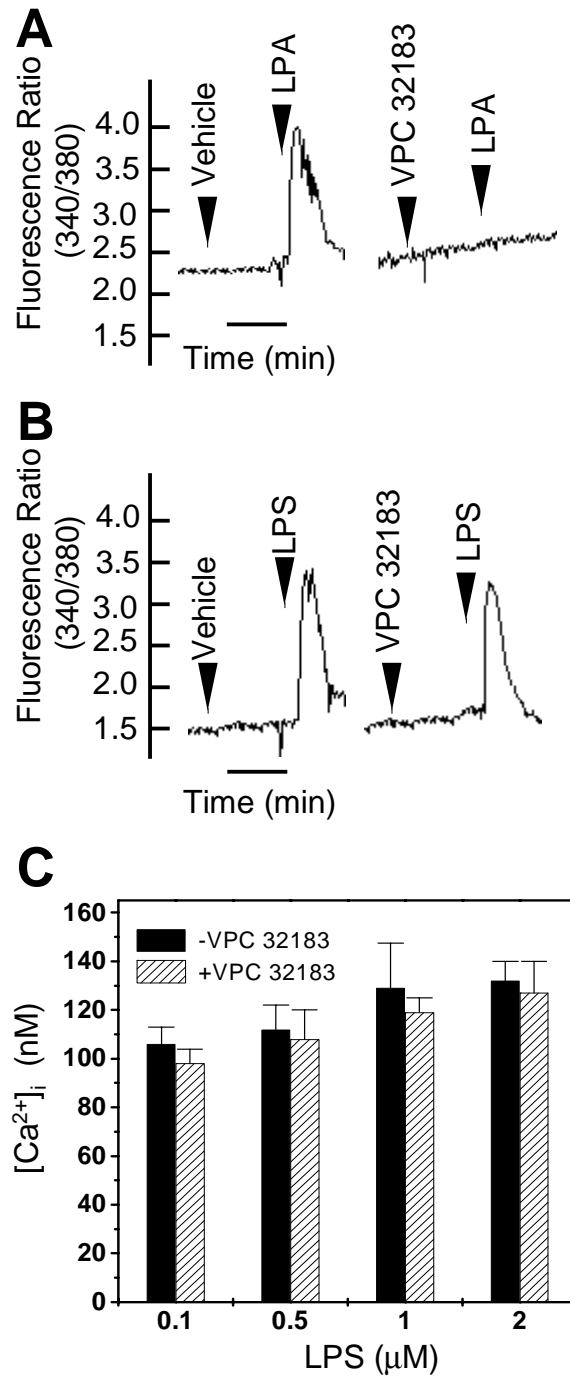 A
Fluorescence Ratio
(340/380)
4.0
3.5
3.0
2.5
2.0
1.5
Vehicle
LPA
VPC 32183
LPA
Time (min)
B
Fluorescence Ratio
(340/380)
4.0
3.5
3.0
2.5
2.0
1.5
Vehicle
LPS
VPC 32183
LPS
Time (min)
C
[Ca²⁺]ᵢ (nM)
160
140
120
100
80
60
40
20
0
-VPC 32183
+VPC 32183
0.1 0.5 1 2
LPS (μM)